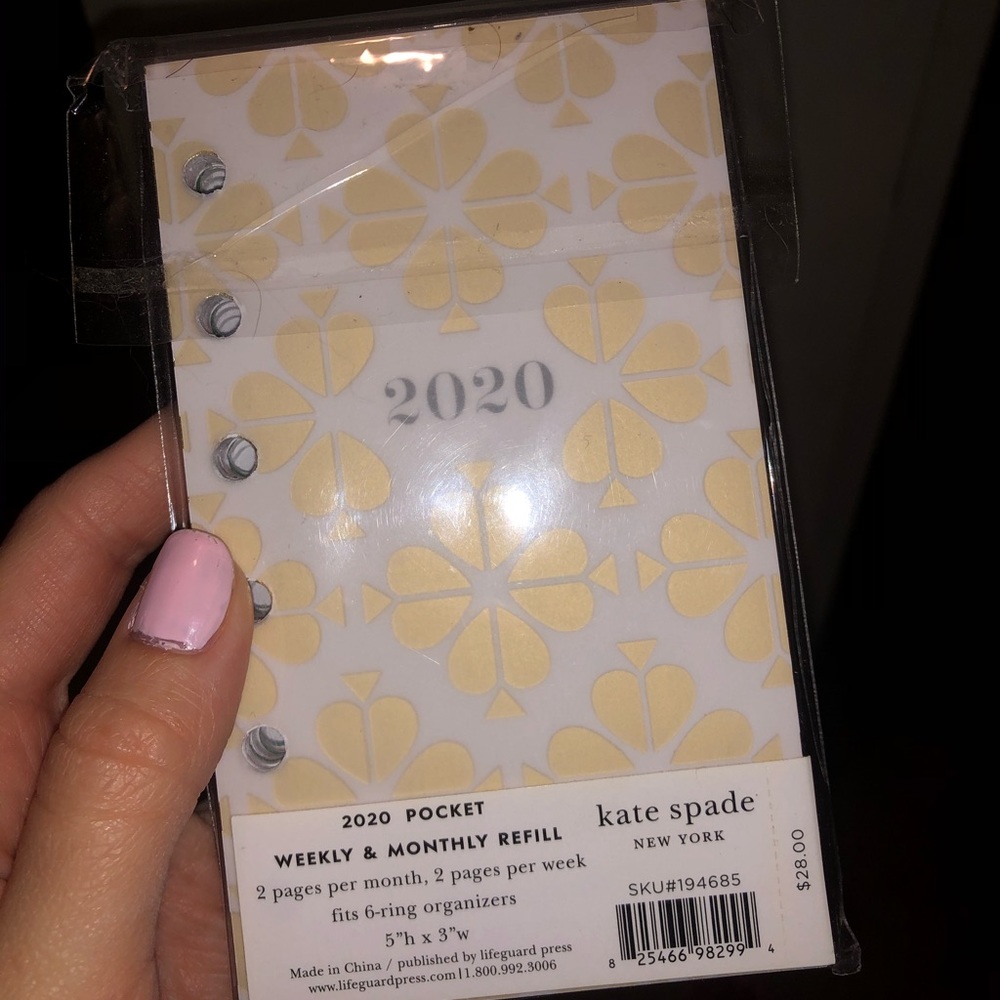 2020
2020 POCKET
WEEKLY & MONTHLY REFILL
2 pages per month, 2 pages per week
fits 6-ring organizers
5"h x 3"w
Made in China / published by lifeguard press
www.lifeguardpress.com | 1.800.992.3006
kate spade
NEW YORK
SKU#194685
8 25466 98299 4
$28.00